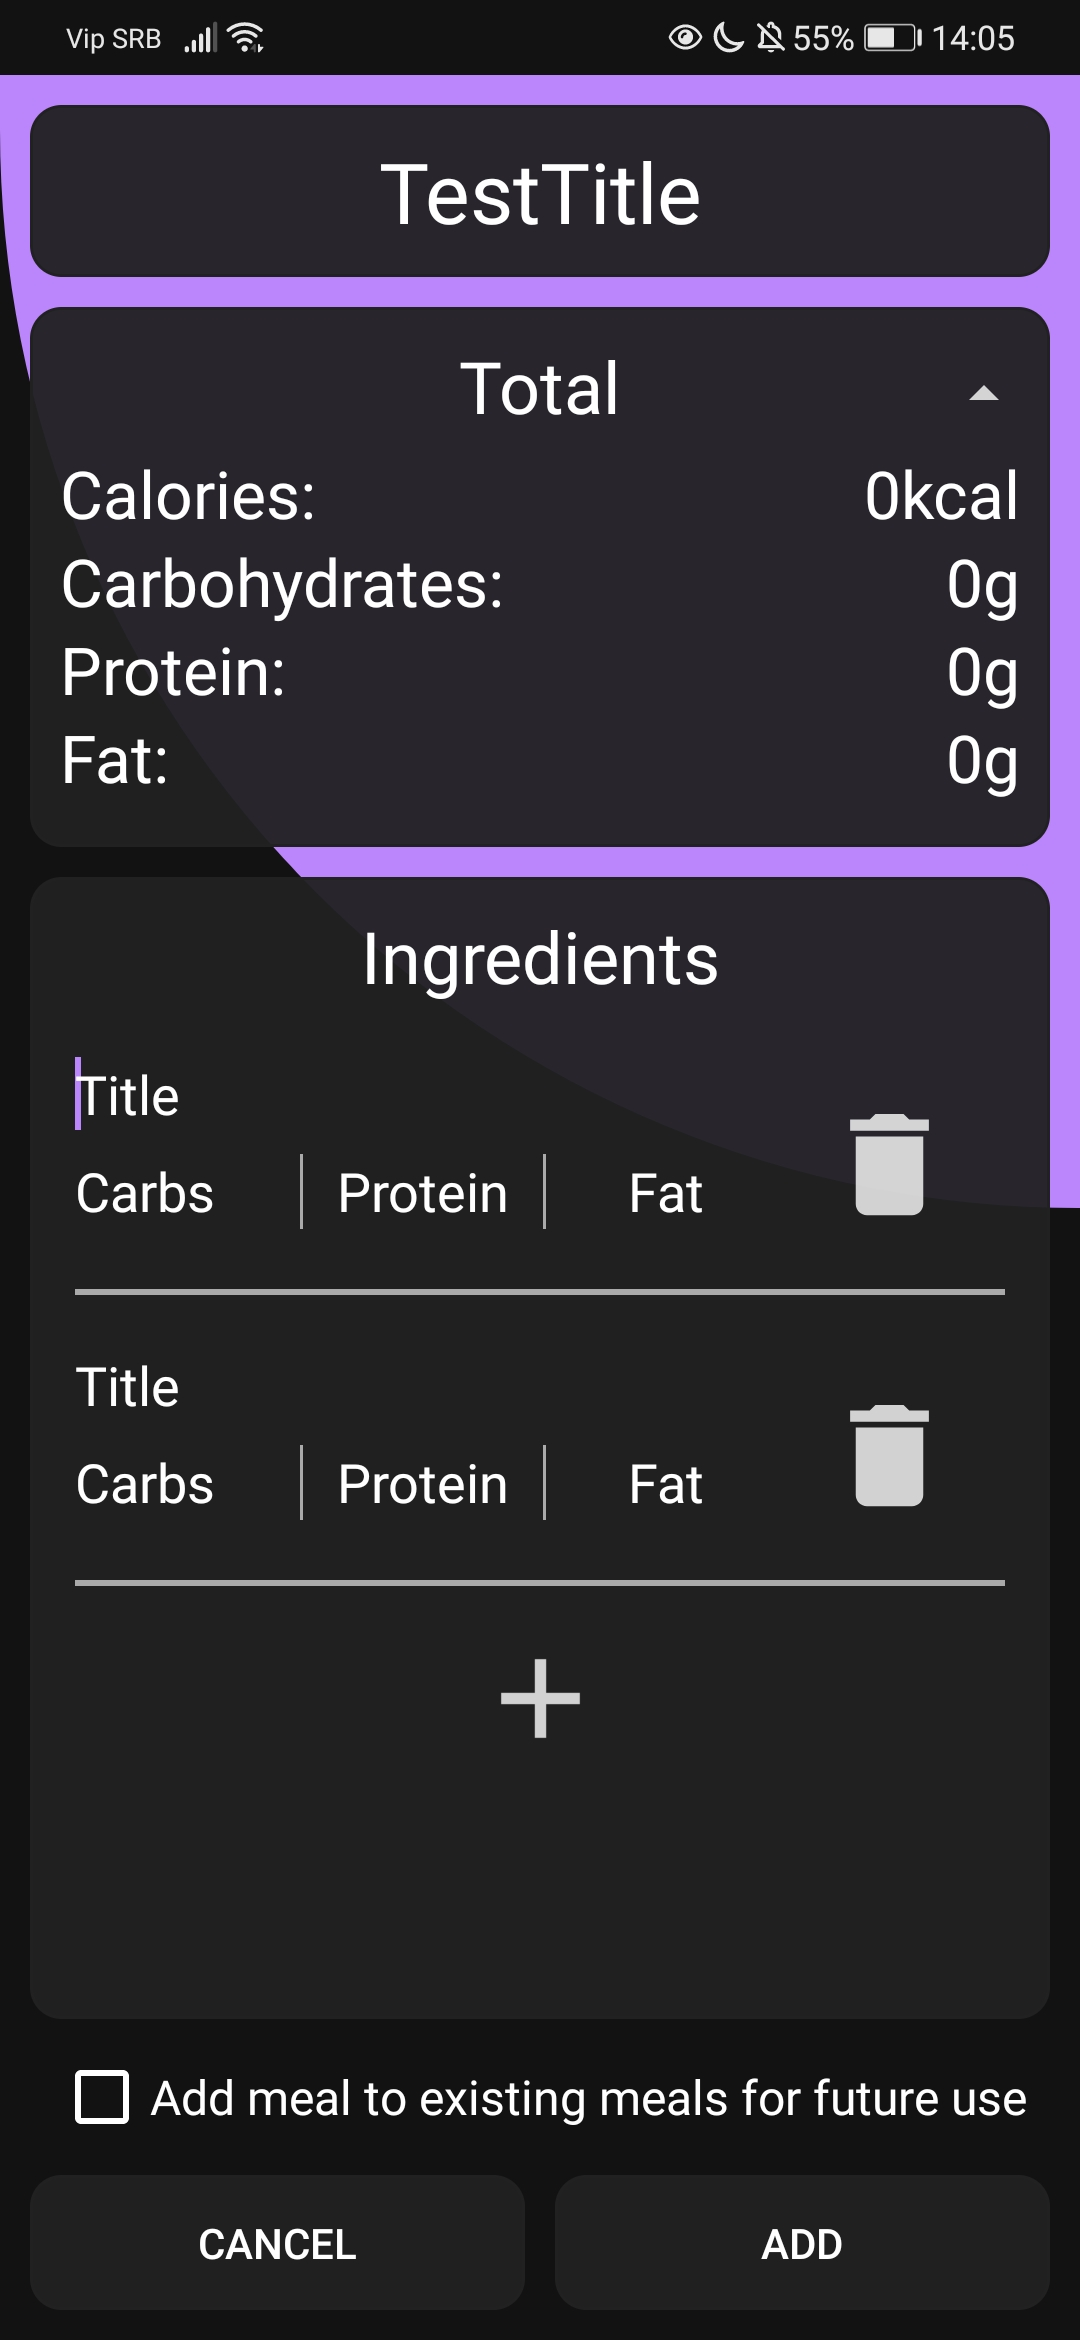 Vip SRB 55% 14:05
TestTitle
Total
Calories: 0kcal
Carbohydrates: 0g
Protein: 0g
Fat: 0g
Ingredients
Title
Carbs Protein Fat
Title
Carbs Protein Fat
Add meal to existing meals for future use
CANCEL ADD